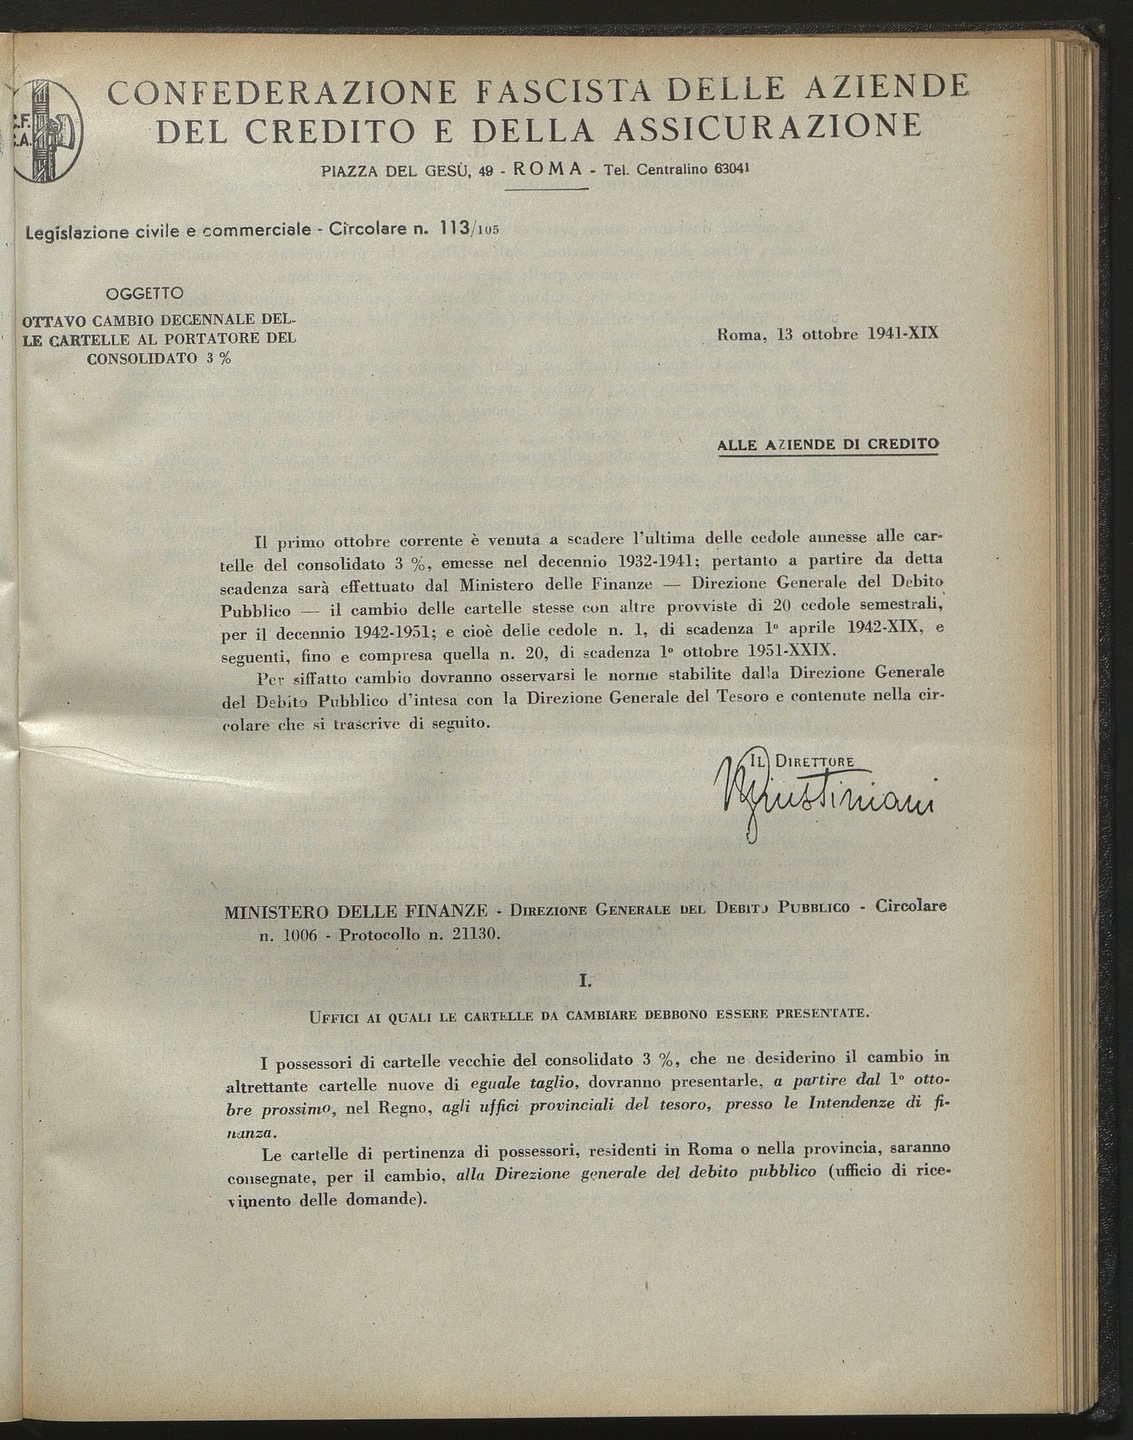 C.F.
C.A.
CONFEDERAZIONE FASCISTA DELLE AZIENDE
DEL CREDITO E DELLA ASSICURAZIONE
PIAZZA DEL GESÙ, 49 - ROMA - Tel. Centralino 63041
Legislazione civile e commerciale - Circolare n. 113/105
OGGETTO
OTTAVO CAMBIO DECENNALE DEL-
LE CARTELLE AL PORTATORE DEL
CONSOLIDATO 3 %
Roma, 13 ottobre 1941-XIX
ALLE AZIENDE DI CREDITO
Il primo ottobre corrente è venuta a scadere l'ultima delle cedole annesse alle car-
telle del consolidato 3 %, emesse nel decennio 1932-1941; pertanto a partire da detta
scadenza sarà effettuato dal Ministero delle Finanze — Direzione Generale del Debito
Pubblico — il cambio delle cartelle stesse con altre provviste di 20 cedole semestrali,
per il decennio 1942-1951; e cioè delle cedole n. 1, di scadenza 1º aprile 1942-XIX, e
seguenti, fino e compresa quella n. 20, di scadenza 1º ottobre 1951-XXIX.
Per siffatto cambio dovranno osservarsi le norme stabilite dalla Direzione Generale
del Debito Pubblico d'intesa con la Direzione Generale del Tesoro e contenute nella cir-
colare che si trascrive di seguito.
IL DIRETTORE
Giustiniani
MINISTERO DELLE FINANZE - DIREZIONE GENERALE DEL DEBITO PUBBLICO - Circolare
n. 1006 - Protocollo n. 21130.
I.
UFFICI AI QUALI LE CARTELLE DA CAMBIARE DEBBONO ESSERE PRESENTATE.
I possessori di cartelle vecchie del consolidato 3 %, che ne desiderino il cambio in
altrettante cartelle nuove di eguale taglio, dovranno presentarle, a partire dal 1º otto-
bre prossimo, nel Regno, agli uffici provinciali del tesoro, presso le Intendenze di fi-
nanza.
Le cartelle di pertinenza di possessori, residenti in Roma o nella provincia, saranno
consegnate, per il cambio, alla Direzione generale del debito pubblico (ufficio di rice-
vimento delle domande).